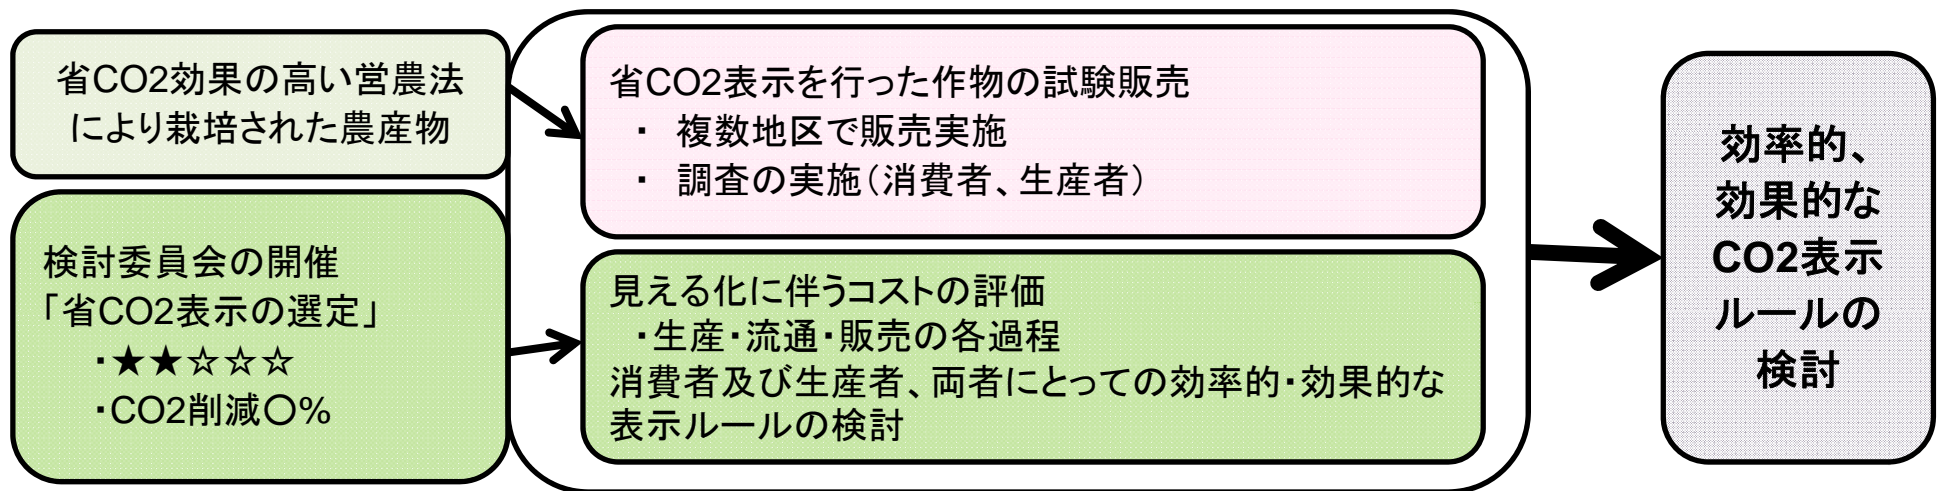 省CO2効果の高い営農法
により栽培された農産物
検討委員会の開催
「省CO2表示の選定」
・★★☆☆☆
・CO2削減〇%
省CO2表示を行った作物の試験販売
・ 複数地区で販売実施
・ 調査の実施(消費者、生産者)
見える化に伴うコストの評価
・生産・流通・販売の各過程
消費者及び生産者、両者にとっての効率的・効果的な
表示ルールの検討
効率的、
効果的な
CO2表示
ルールの
検討